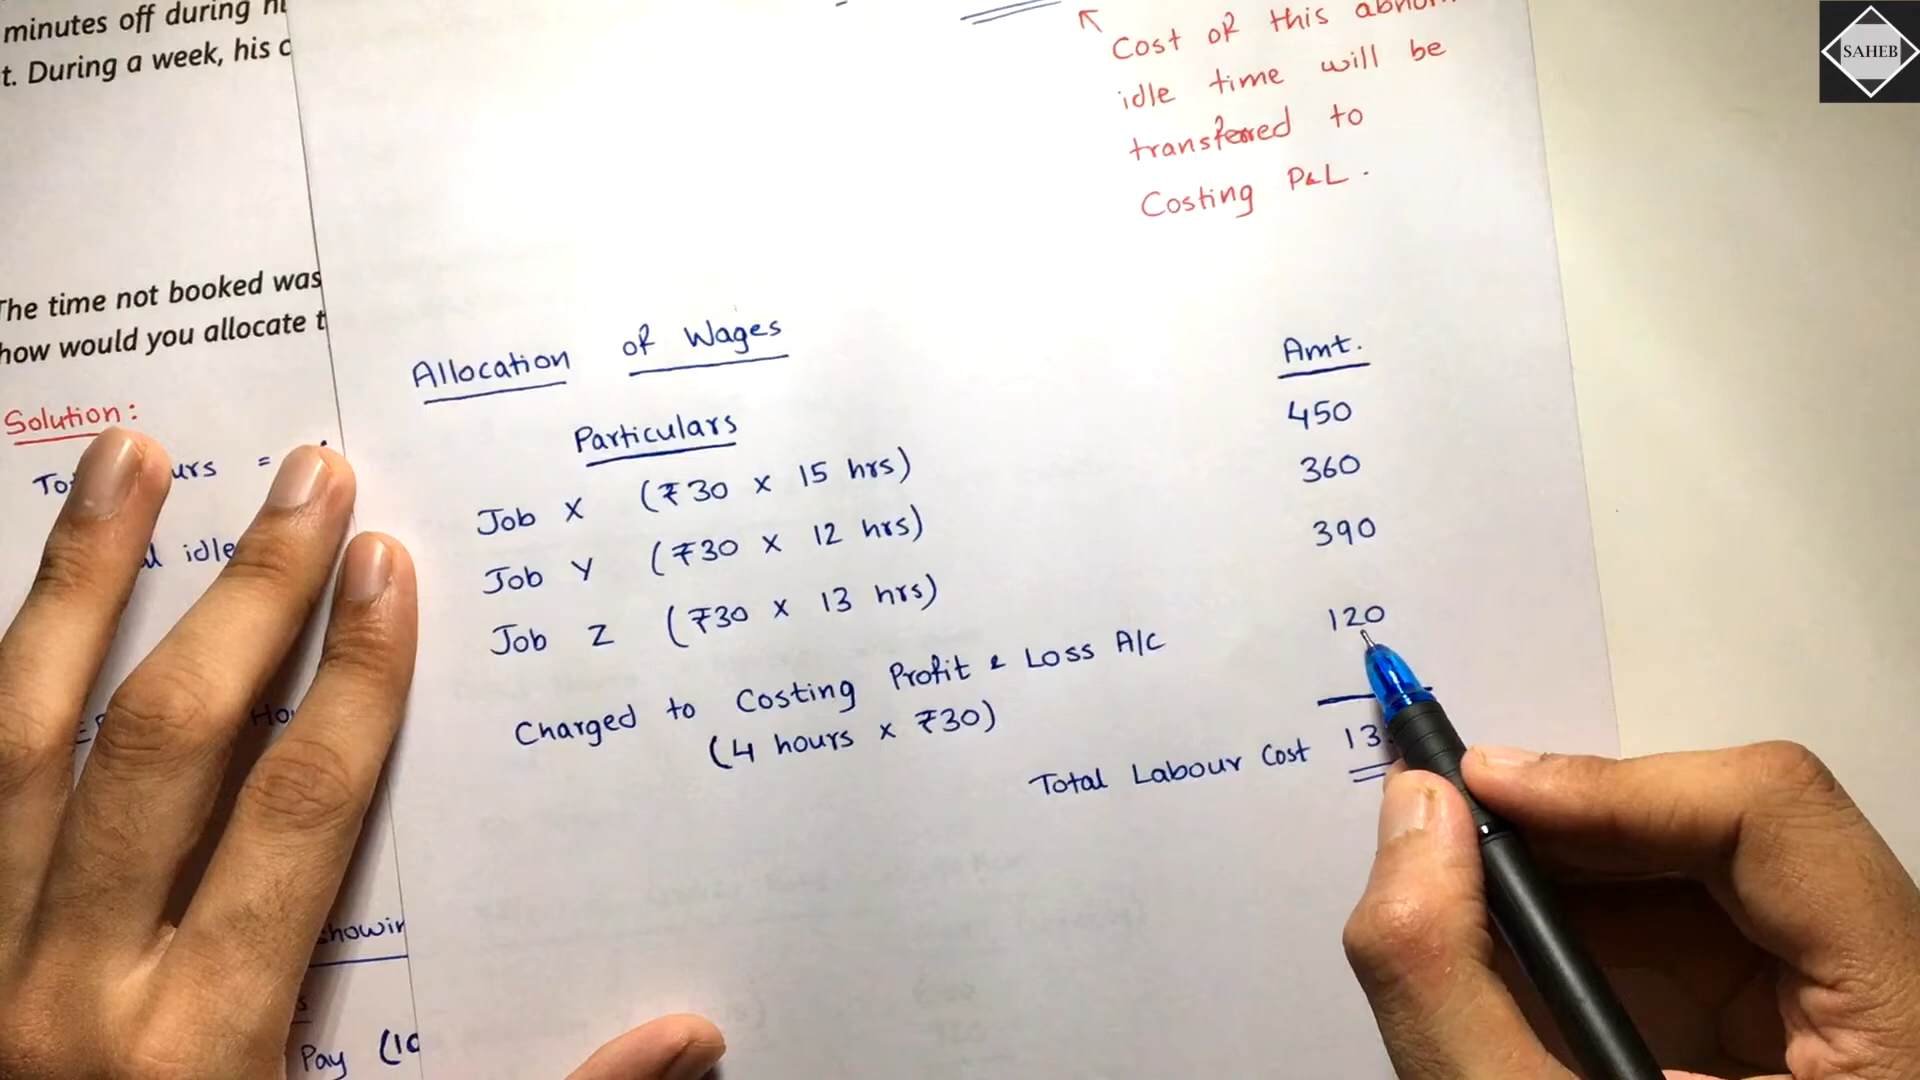 minutes off during
t. During a week, his
The time not booked was
how would you allocate
Solution:
=
idle
Pay (10
Cost of this
idle time will be
transferred to
Costing P&L.
Allocation of Wages
Particulars Amt.
Job X (₹30 x 15 hrs) 450
Job Y (₹30 x 12 hrs) 360
Job Z (₹30 x 13 hrs) 390
Charged to Costing Profit & Loss A/c 120
(4 hours x ₹30)
Total Labour Cost 13
SAHEB